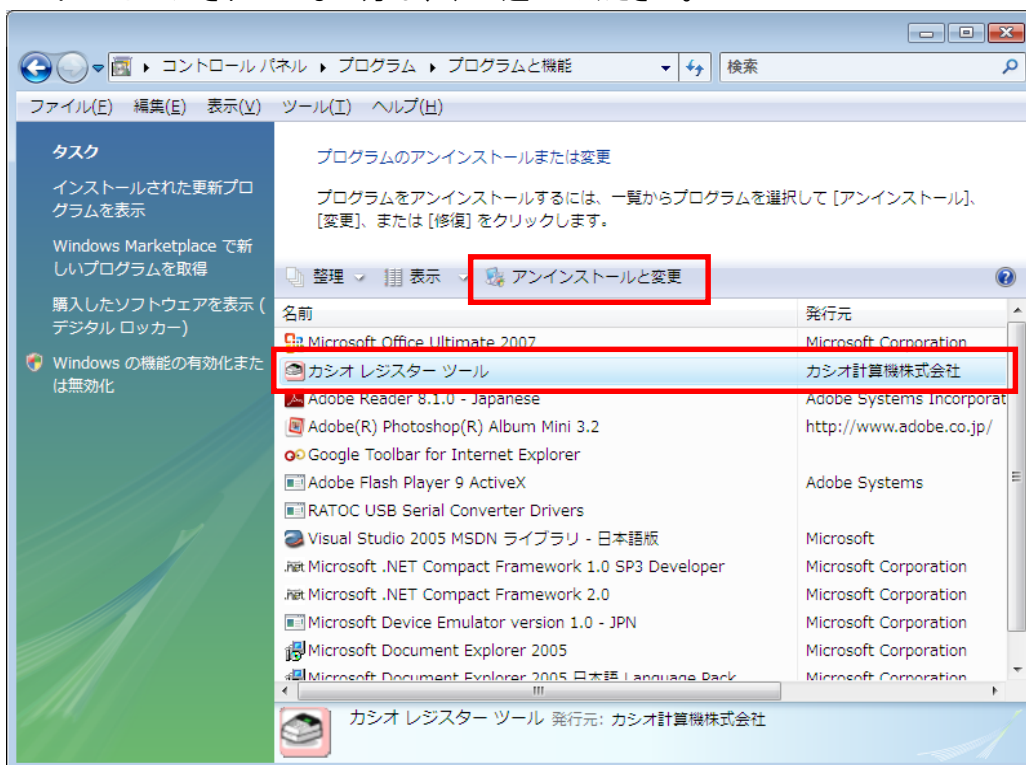 コントロール パネル ▸ プログラム ▸ プログラムと機能
検索
ファイル(F) 編集(E) 表示(V) ツール(T) ヘルプ(H)
タスク
インストールされた更新プロ
グラムを表示
Windows Marketplace で新
しいプログラムを取得
購入したソフトウェアを表示 (
デジタル ロッカー)
Windows の機能の有効化また
は無効化
プログラムのアンインストールまたは変更
プログラムをアンインストールするには、一覧からプログラムを選択して [アンインストール]、
[変更]、または [修復] をクリックします。
整理 表示 アンインストールと変更
名前 発行元
Microsoft Office Ultimate 2007 Microsoft Corporation
カシオ レジスター ツール カシオ計算機株式会社
Adobe Reader 8.1.0 - Japanese Adobe Systems Incorporat
Adobe(R) Photoshop(R) Album Mini 3.2 http://www.adobe.co.jp/
Google Toolbar for Internet Explorer
Adobe Flash Player 9 ActiveX Adobe Systems
RATOC USB Serial Converter Drivers
Visual Studio 2005 MSDN ライブラリ - 日本語版 Microsoft
Microsoft .NET Compact Framework 1.0 SP3 Developer Microsoft Corporation
Microsoft .NET Compact Framework 2.0 Microsoft Corporation
Microsoft Device Emulator version 1.0 - JPN Microsoft Corporation
Microsoft Document Explorer 2005 Microsoft Corporation
Microsoft Document Explorer 2005 日本語 Language Pack Microsoft Corporation
カシオ レジスター ツール 発行元: カシオ計算機株式会社